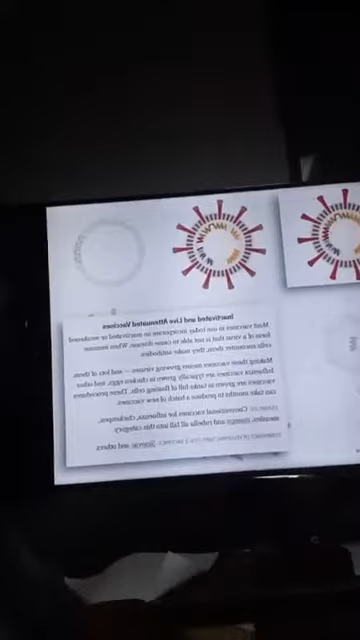 Inactivated and Live Attenuated Vaccines
Most vaccines in use today incorporate an inactivated or weakened
form of a virus that is not able to cause disease. When immune
cells encounter them, they make antibodies.
Making these vaccines means growing viruses — and lots of them.
Influenza vaccines are typically grown in chicken eggs, and other
vaccines are grown in tanks full of floating cells. These procedures
can take months to produce a batch of new vaccines.
Conventional vaccines for influenza, chickenpox,
measles, mumps and rubella all fall into this category.
Sinovac and others